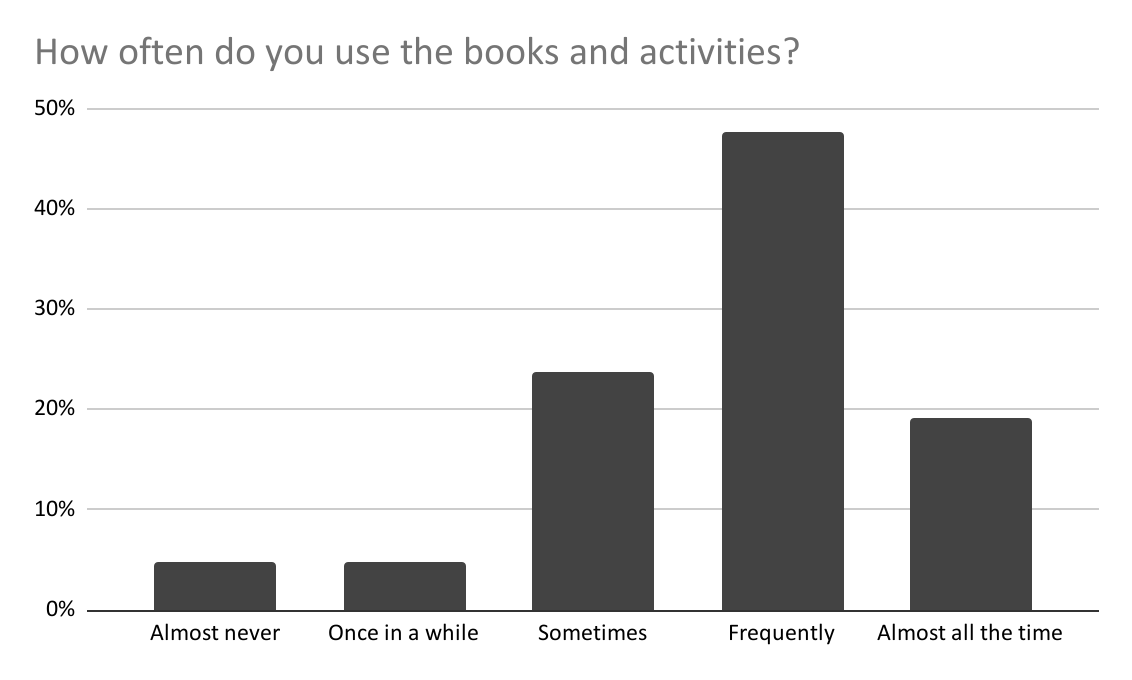 How often do you use the books and activities?
50%
40%
30%
20%
10%
0%
Almost never
Once in a while
Sometimes
Frequently
Almost all the time